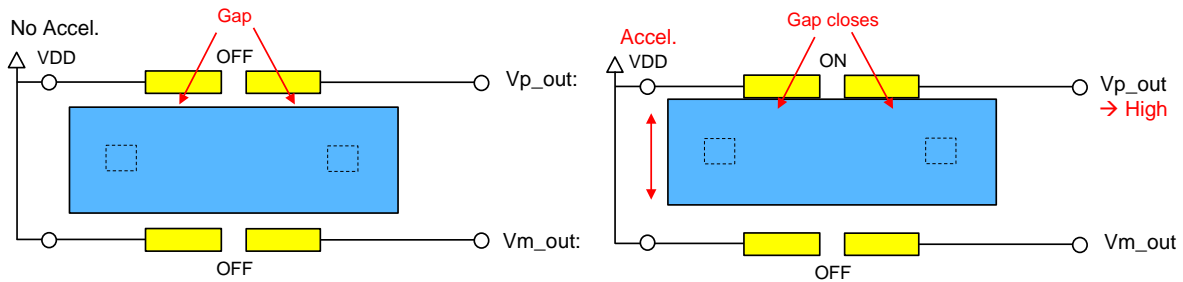 No Accel.
Gap
VDD
OFF
Vp_out:
OFF
Vm_out:
Accel.
Gap closes
VDD
ON
Vp_out
→ High
Vm_out
OFF